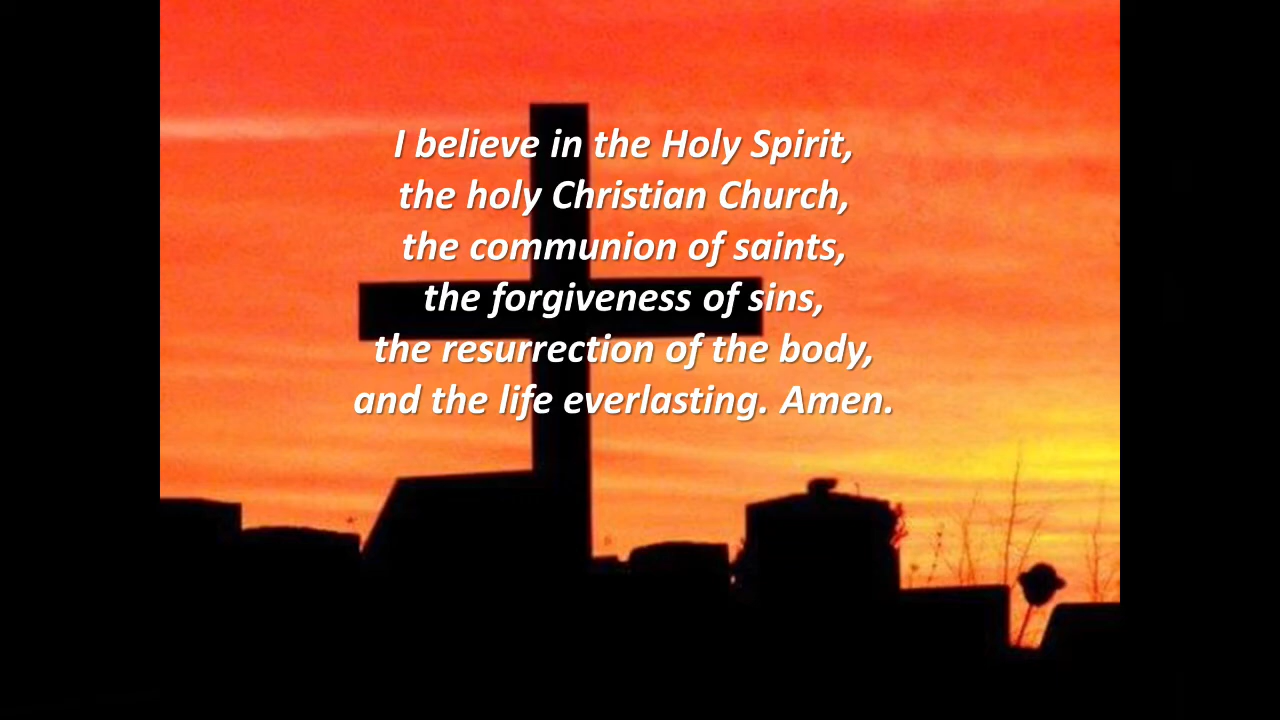 I believe in the Holy Spirit,
the holy Christian Church,
the communion of saints,
the forgiveness of sins,
the resurrection of the body,
and the life everlasting. Amen.